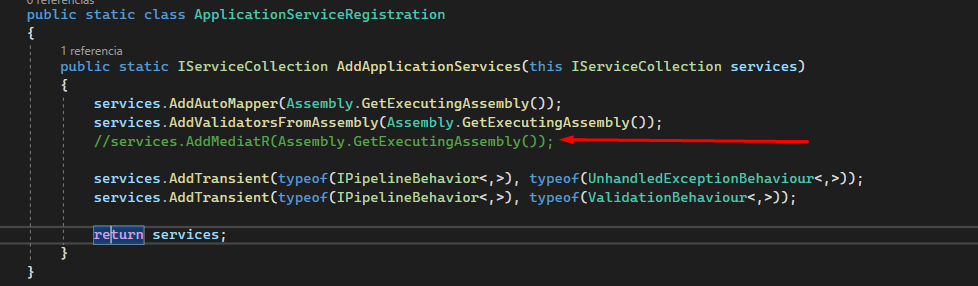 0 referencias
public static class ApplicationServiceRegistration
{
1 referencia
public static IServiceCollection AddApplicationServices(this IServiceCollection services)
{
services.AddAutoMapper(Assembly.GetExecutingAssembly());
services.AddValidatorsFromAssembly(Assembly.GetExecutingAssembly());
//services.AddMediatR(Assembly.GetExecutingAssembly());
services.AddTransient(typeof(IPipelineBehavior<,>), typeof(UnhandledExceptionBehaviour<,>));
services.AddTransient(typeof(IPipelineBehavior<,>), typeof(ValidationBehaviour<,>));
return services;
}
}